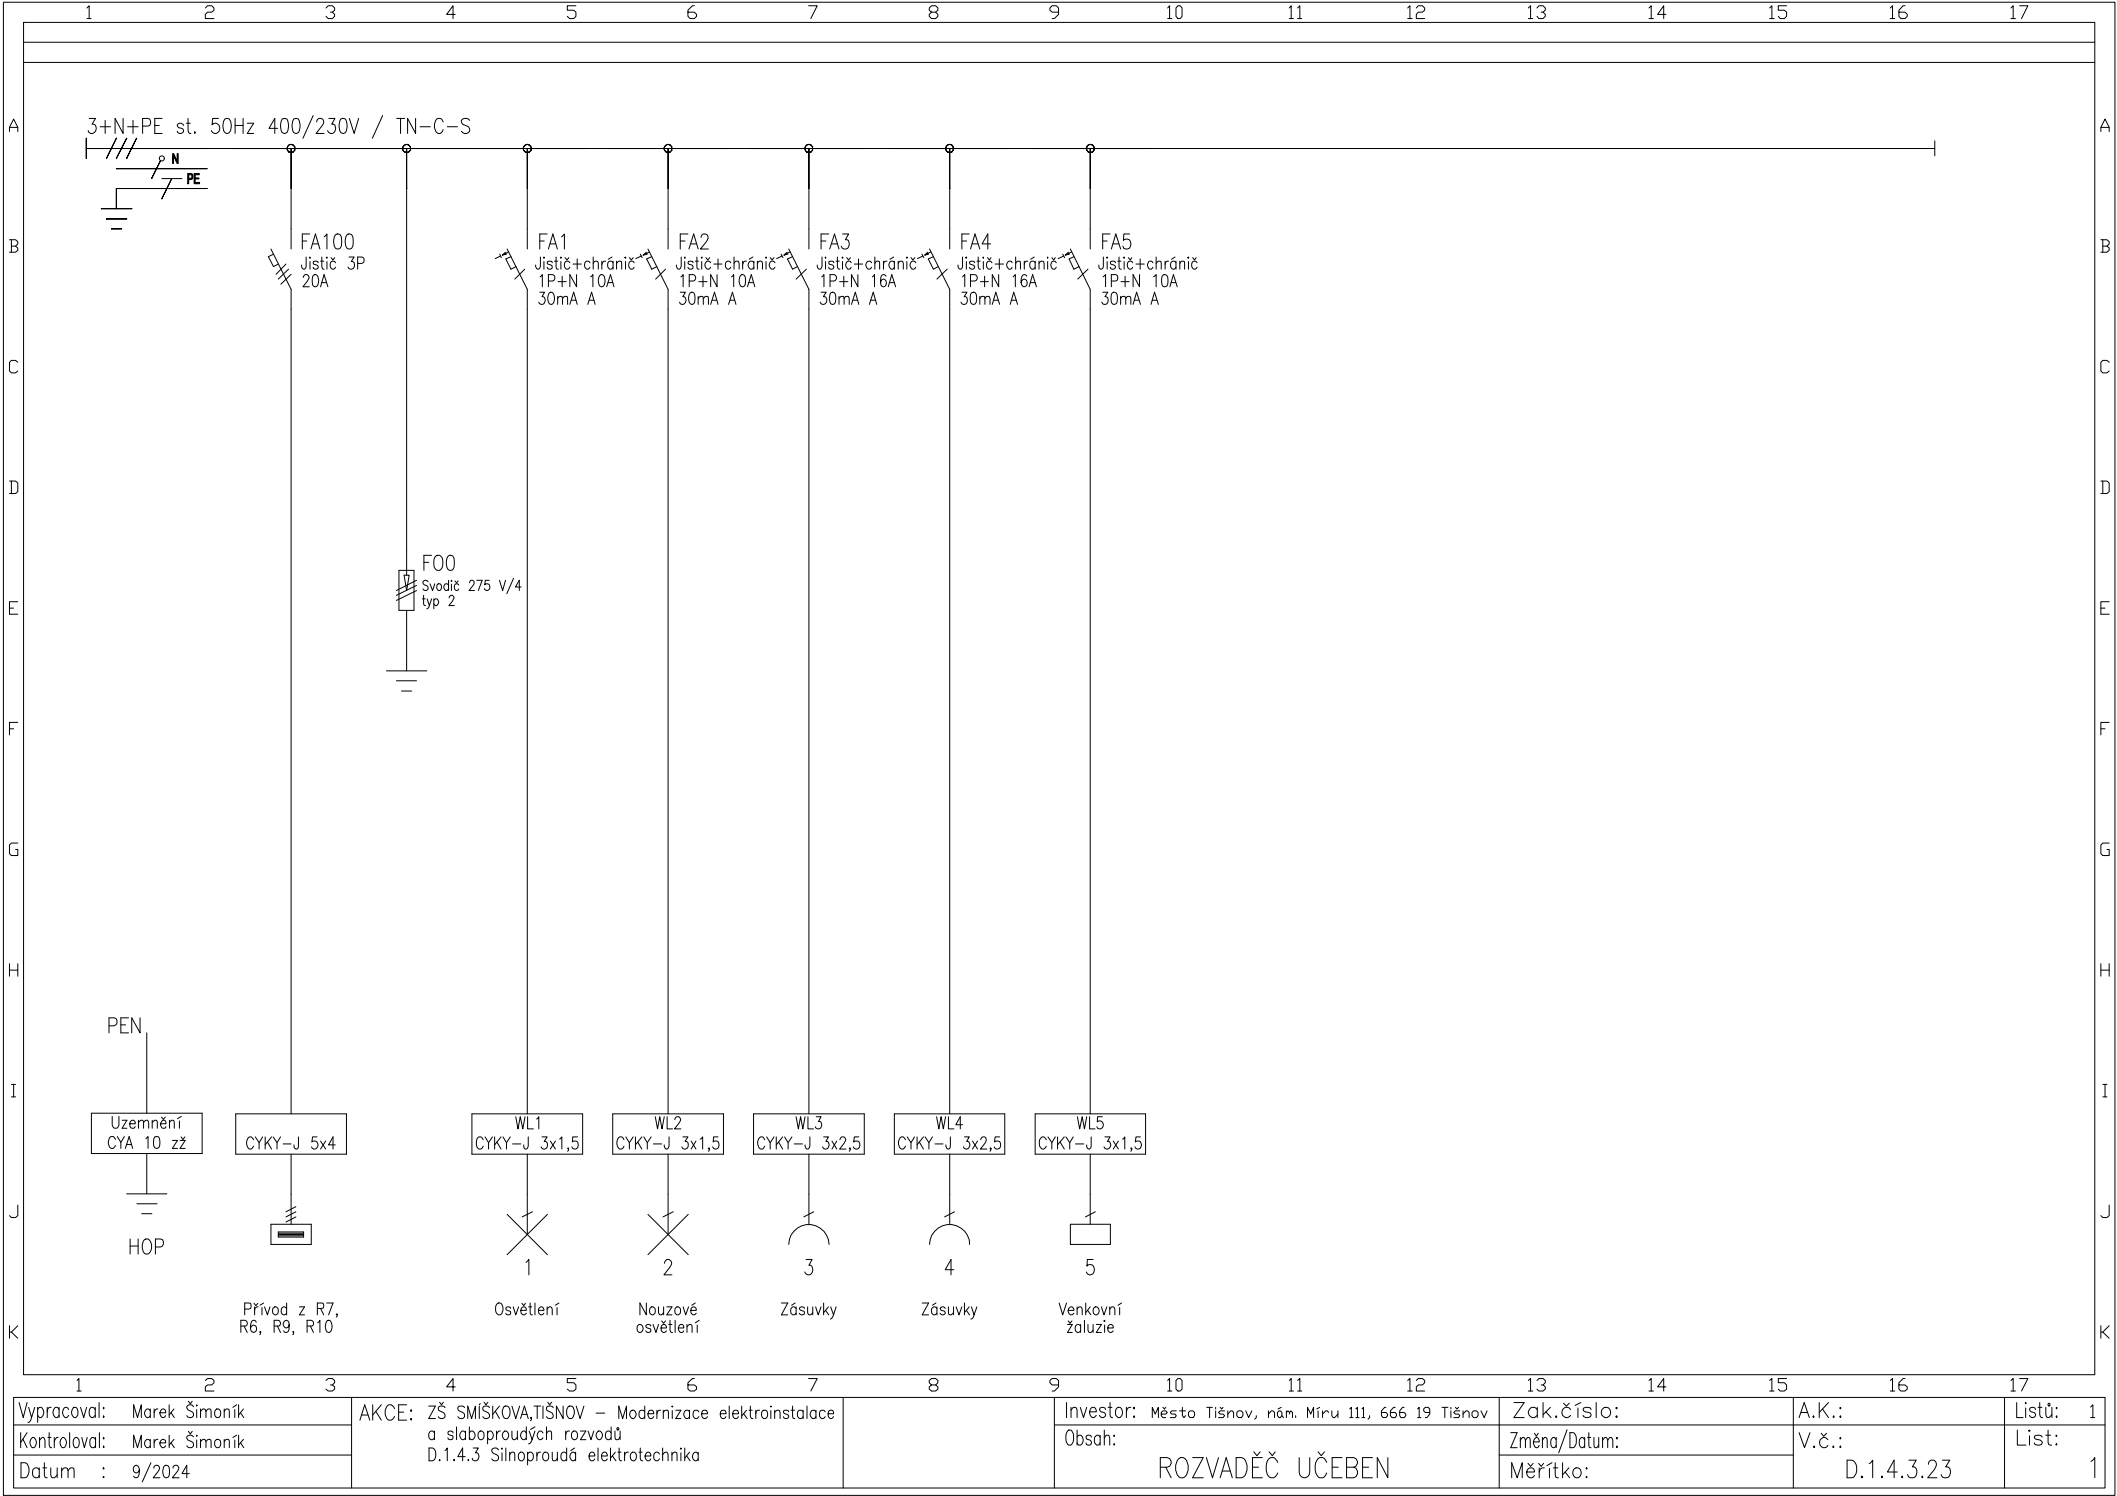 1 2 3 4 5 6 7 8 9 10 11 12 13 14 15 16 17
A A
3+N+PE st. 50Hz 400/230V / TN-C-S
N
PE
B B
FA100
Jistič 3P
20A
FA1
Jistič+chránič
1P+N 10A
30mA A
FA2
Jistič+chránič
1P+N 10A
30mA A
FA3
Jistič+chránič
1P+N 16A
30mA A
FA4
Jistič+chránič
1P+N 16A
30mA A
FA5
Jistič+chránič
1P+N 10A
30mA A
C C
D D
FO0
Svodič 275 V/4
typ 2
E E
F F
G G
H H
PEN
I I
Uzemnění
CYA 10 zž
CYKY-J 5x4
WL1
CYKY-J 3x1,5
WL2
CYKY-J 3x1,5
WL3
CYKY-J 3x2,5
WL4
CYKY-J 3x2,5
WL5
CYKY-J 3x1,5
J J
HOP
1 2 3 4 5
Přívod z R7,
R6, R9, R10
Osvětlení
Nouzové
osvětlení
Zásuvky
Zásuvky
Venkovní
žaluzie
K K
1 2 3 4 5 6 7 8 9 10 11 12 13 14 15 16 17
Vypracoval: Marek Šimoník
Kontroloval: Marek Šimoník
Datum : 9/2024
AKCE: ZŠ SMÍŠKOVA,TIŠNOV - Modernizace elektroinstalace
a slaboproudých rozvodů
D.1.4.3 Silnoproudá elektrotechnika
Investor: Město Tišnov, nám. Míru 111, 666 19 Tišnov
Obsah:
ROZVADĚČ UČEBEN
Zak.číslo:
Změna/Datum:
Měřítko:
A.K.:
V.č.:
D.1.4.3.23
Listů: 1
List:
1